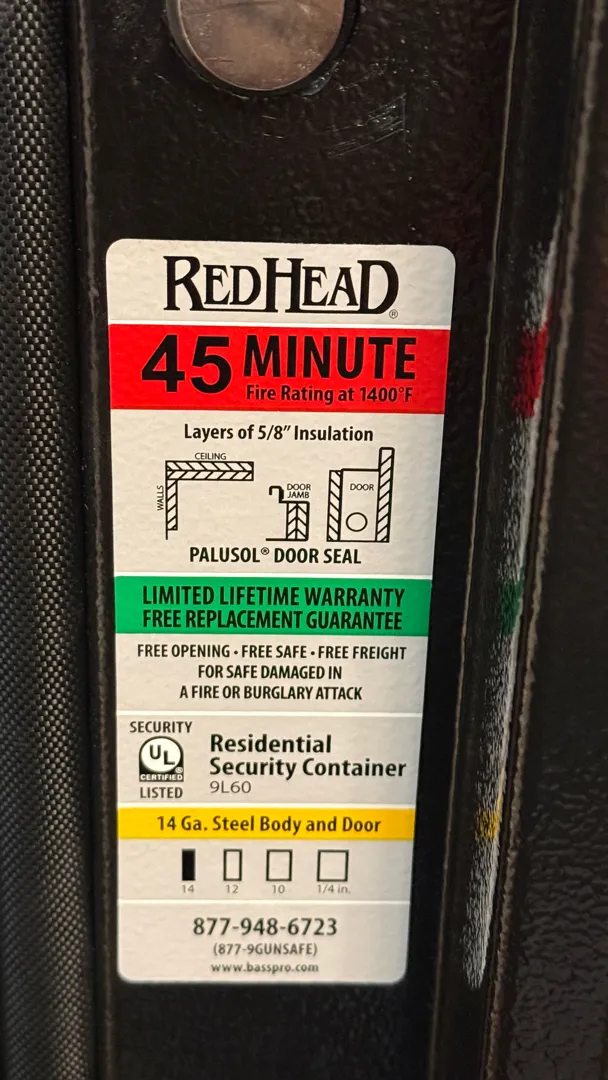 REDHEAD®
45 MINUTE
Fire Rating at 1400°F
Layers of 5/8" Insulation
CEILING
WALLS
DOOR
JAMB
DOOR
PALUSOL® DOOR SEAL
LIMITED LIFETIME WARRANTY
FREE REPLACEMENT GUARANTEE
FREE OPENING • FREE SAFE • FREE FREIGHT
FOR SAFE DAMAGED IN
A FIRE OR BURGLARY ATTACK
SECURITY
UL®
CERTIFIED
LISTED
Residential
Security Container
9L60
14 Ga. Steel Body and Door
14 12 10 1/4 in.
877-948-6723
(877-9GUNSAFE)
www.basspro.com